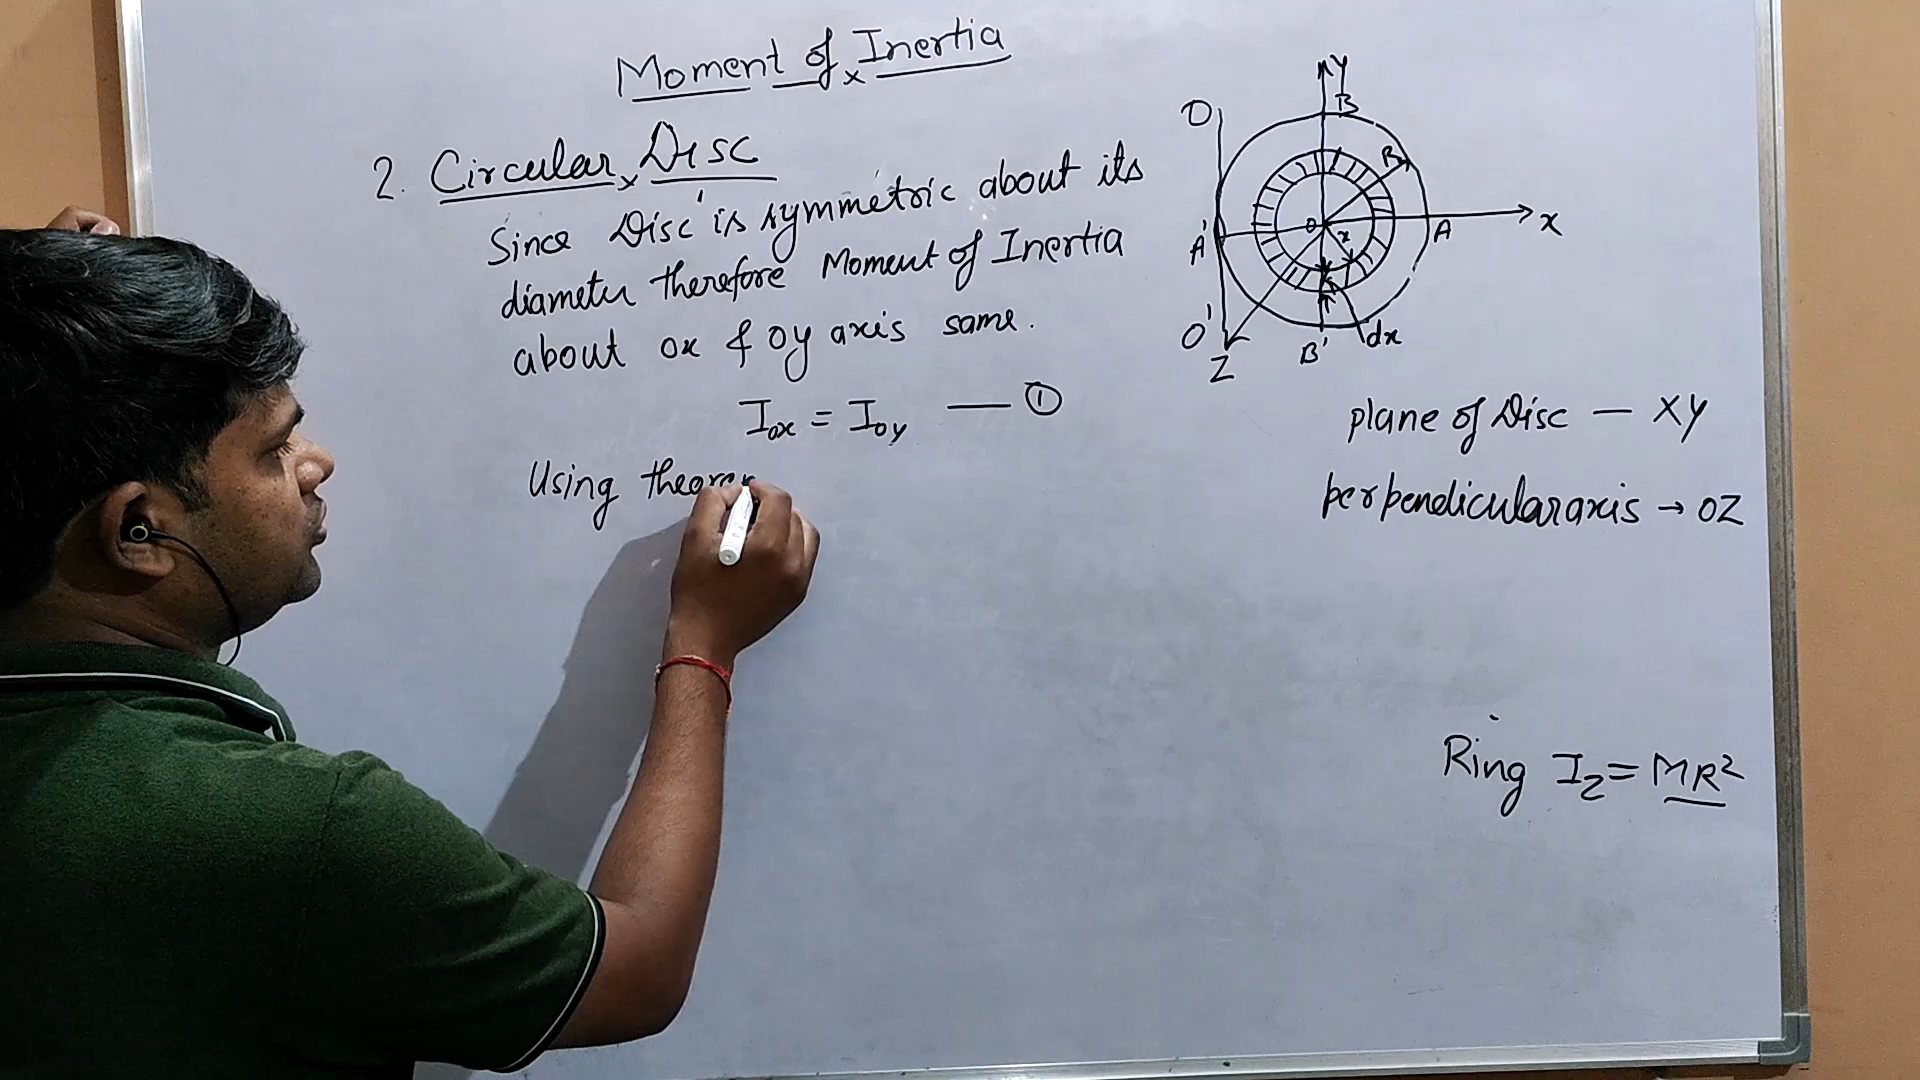 Moment of Inertia
2. Circular Disc
Since Disc is symmetric about its
diameter therefore Moment of Inertia
about ox & oy axis same.
Iox = Ioy — ①
Using theorem
Y
B
O
R
A'
O
x
A
x
O'
Z
B'
dx
plane of Disc — XY
perpendicular axis → OZ
Ring Iz = MR²